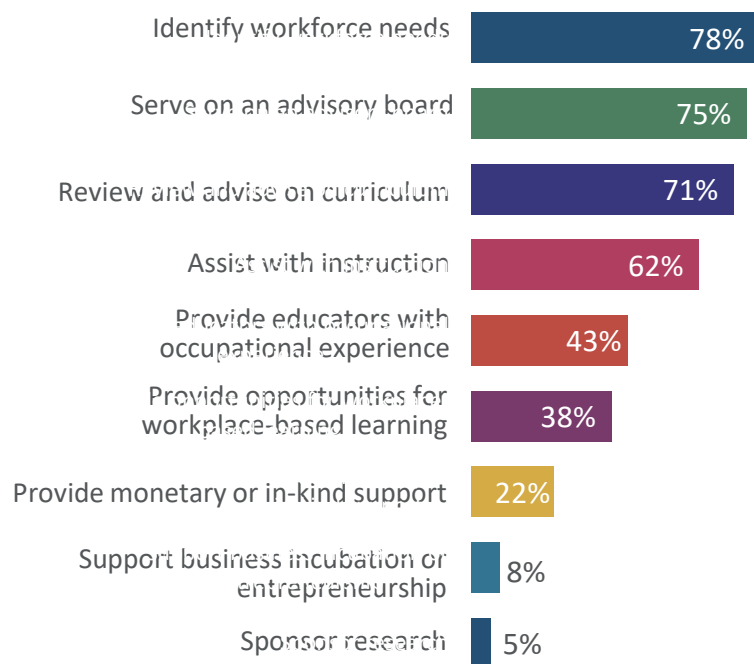 Identify workforce needs
78%
Serve on an advisory board
75%
Review and advise on curriculum
71%
Assist with instruction
62%
Provide educators with
occupational experience
43%
Provide opportunities for
workplace-based learning
38%
Provide monetary or in-kind support
22%
Support business incubation or
entrepreneurship
8%
Sponsor research
5%